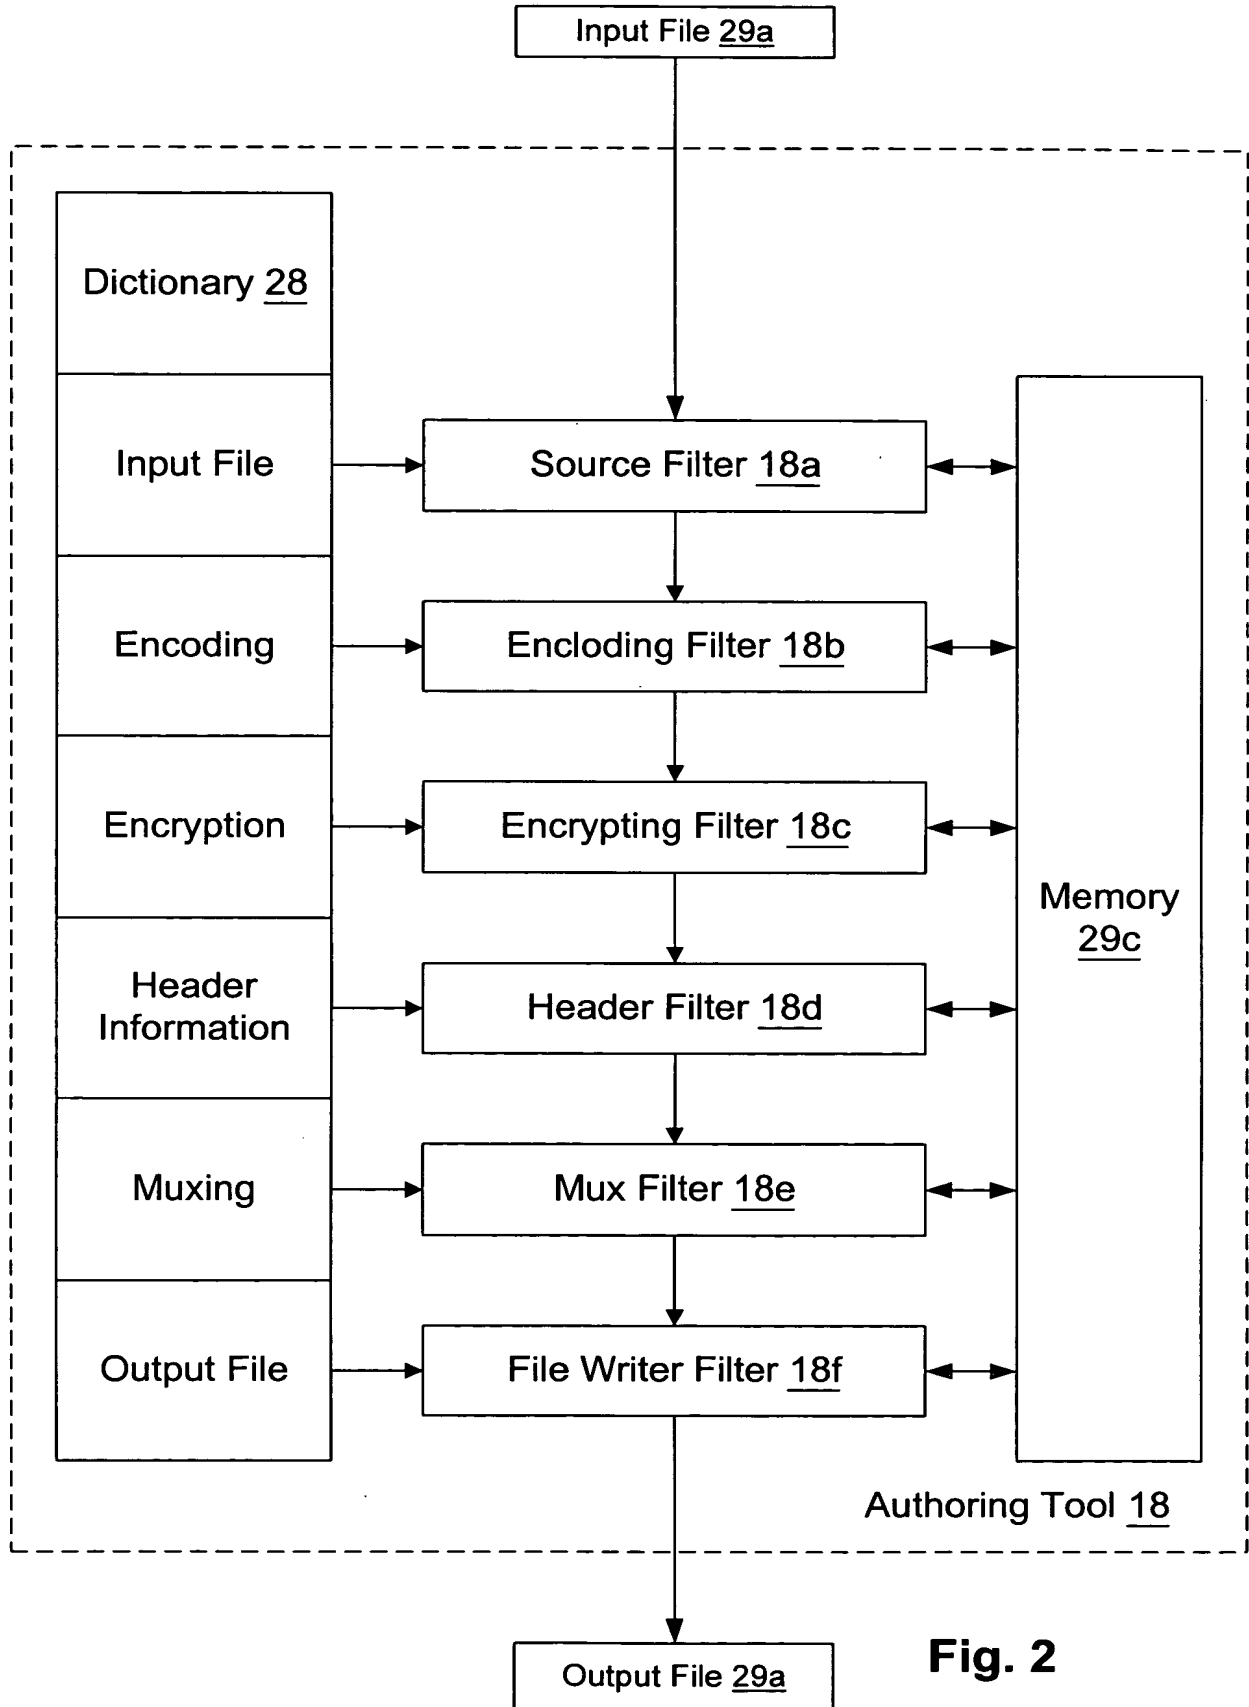 Input File 29a
Dictionary 28
Input File
Source Filter 18a
Encoding
Encloding Filter 18b
Encryption
Encrypting Filter 18c
Memory
29c
Header
Information
Header Filter 18d
Muxing
Mux Filter 18e
Output File
File Writer Filter 18f
Authoring Tool 18
Output File 29a
Fig. 2